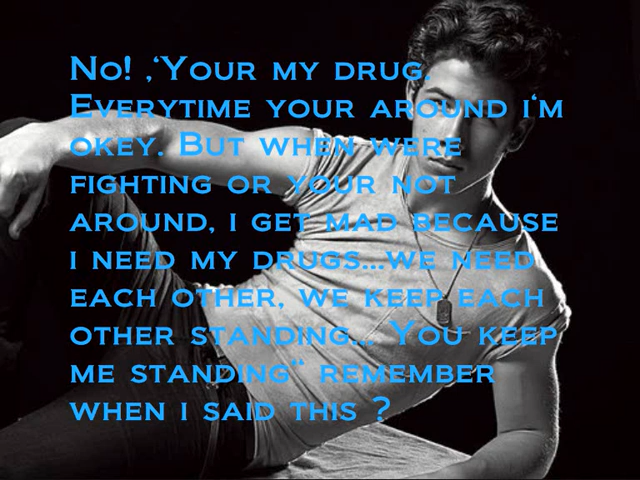 No! ,‘Your my drug.
Everytime your around i‘m
okey. But when were
fighting or your not
around, i get mad because
i need my drugs...we need
each other, we keep each
other standing... You keep
me standing“ remember
when i said this ?